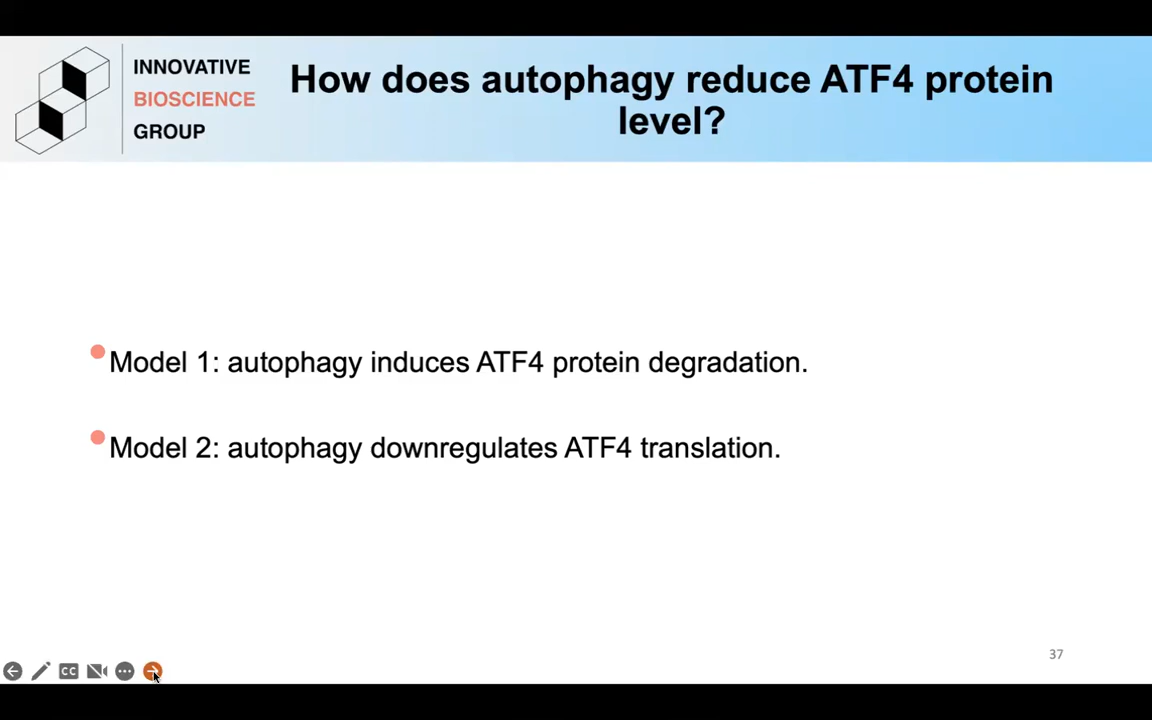 INNOVATIVE
BIOSCIENCE
GROUP
How does autophagy reduce ATF4 protein
level?
Model 1: autophagy induces ATF4 protein degradation.
Model 2: autophagy downregulates ATF4 translation.
37
CC